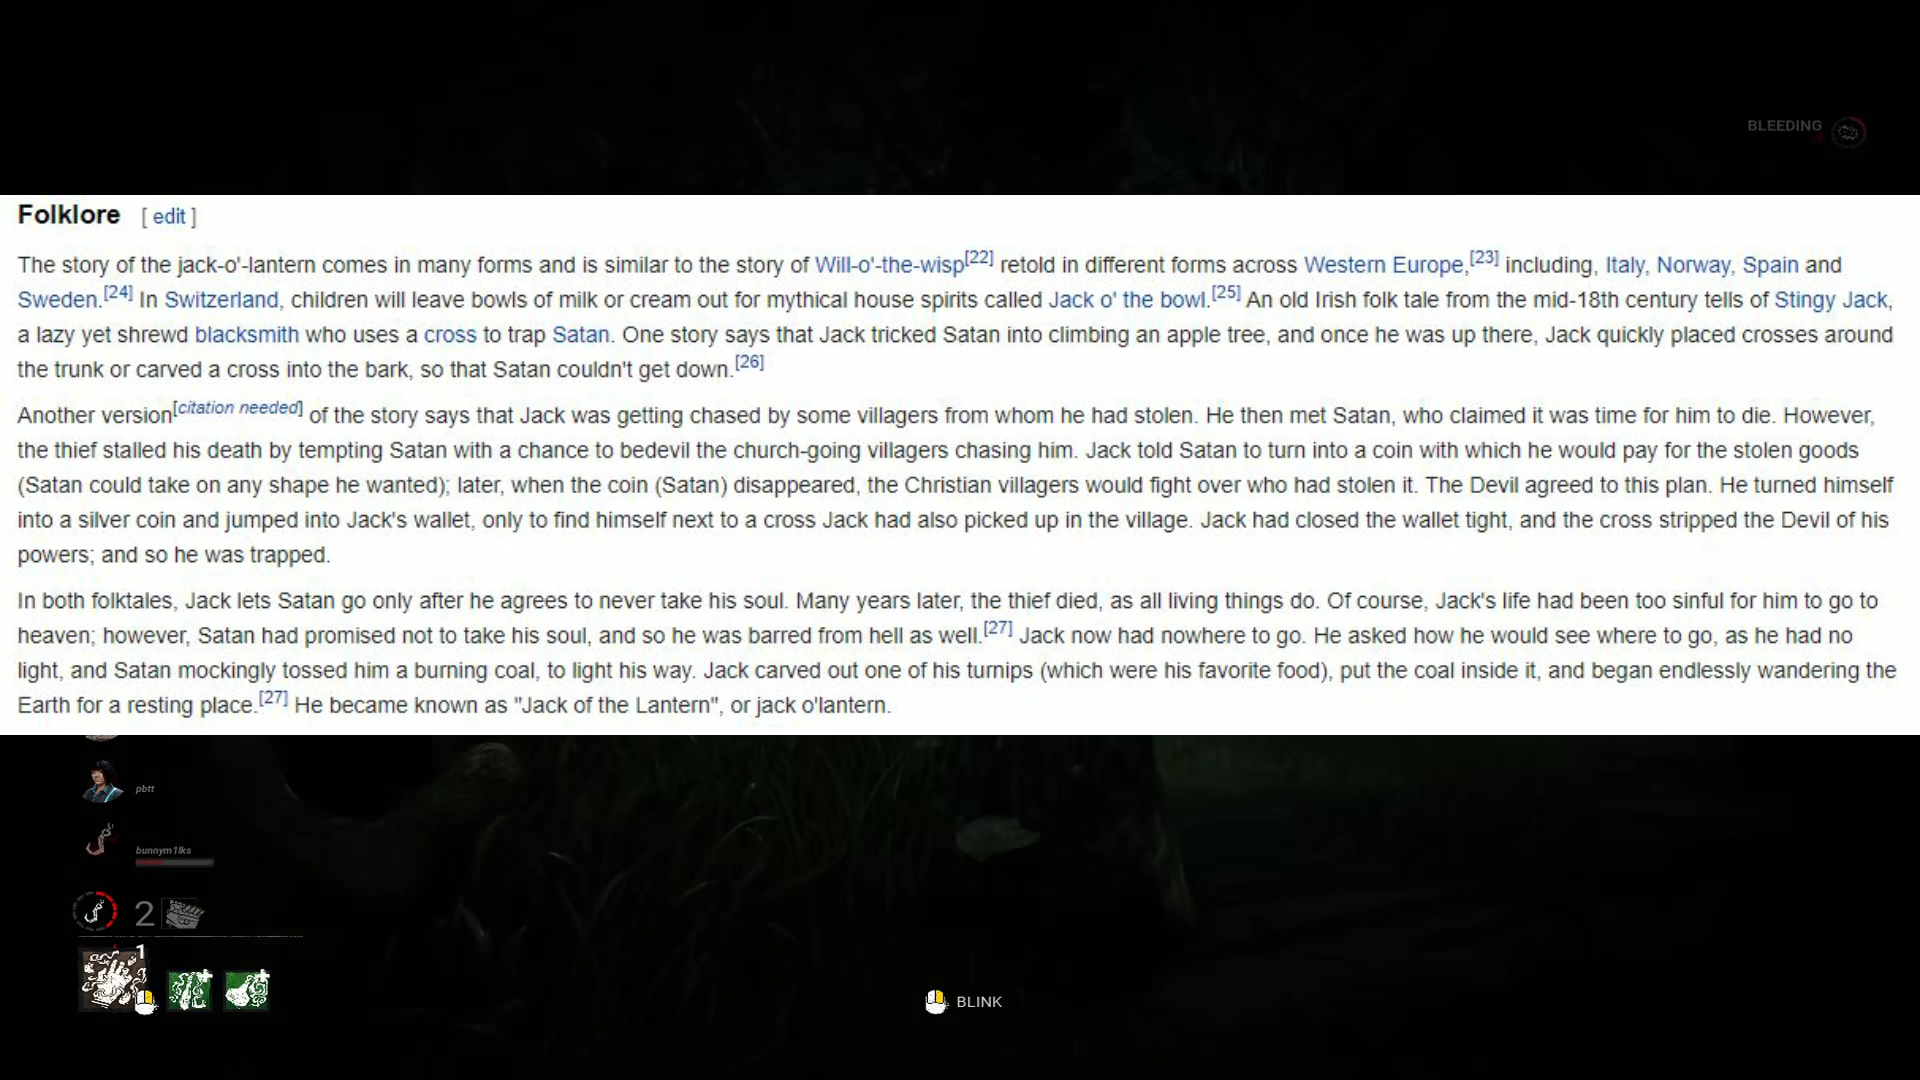 BLEEDING
Folklore [ edit ]
The story of the jack-o'-lantern comes in many forms and is similar to the story of Will-o'-the-wisp[22] retold in different forms across Western Europe,[23] including, Italy, Norway, Spain and
Sweden.[24] In Switzerland, children will leave bowls of milk or cream out for mythical house spirits called Jack o' the bowl.[25] An old Irish folk tale from the mid-18th century tells of Stingy Jack,
a lazy yet shrewd blacksmith who uses a cross to trap Satan. One story says that Jack tricked Satan into climbing an apple tree, and once he was up there, Jack quickly placed crosses around
the trunk or carved a cross into the bark, so that Satan couldn't get down.[26]
Another version[citation needed] of the story says that Jack was getting chased by some villagers from whom he had stolen. He then met Satan, who claimed it was time for him to die. However,
the thief stalled his death by tempting Satan with a chance to bedevil the church-going villagers chasing him. Jack told Satan to turn into a coin with which he would pay for the stolen goods
(Satan could take on any shape he wanted); later, when the coin (Satan) disappeared, the Christian villagers would fight over who had stolen it. The Devil agreed to this plan. He turned himself
into a silver coin and jumped into Jack's wallet, only to find himself next to a cross Jack had also picked up in the village. Jack had closed the wallet tight, and the cross stripped the Devil of his
powers; and so he was trapped.
In both folktales, Jack lets Satan go only after he agrees to never take his soul. Many years later, the thief died, as all living things do. Of course, Jack's life had been too sinful for him to go to
heaven; however, Satan had promised not to take his soul, and so he was barred from hell as well.[27] Jack now had nowhere to go. He asked how he would see where to go, as he had no
light, and Satan mockingly tossed him a burning coal, to light his way. Jack carved out one of his turnips (which were his favorite food), put the coal inside it, and began endlessly wandering the
Earth for a resting place.[27] He became known as "Jack of the Lantern", or jack o'lantern.
pbtt
bunnym1lks
2
1
BLINK